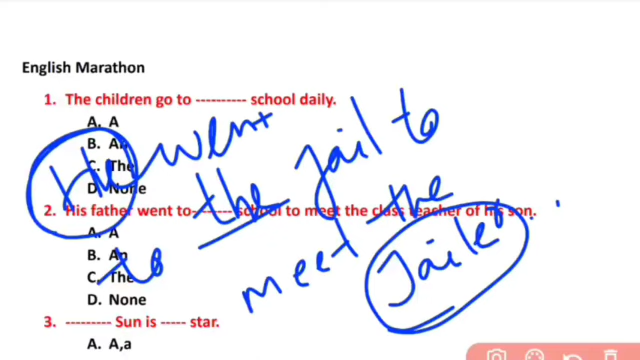 English Marathon
1. The children go to ---------- school daily.
A. A
B. An
C. The
D. None
2. His father went to--------- school to meet the class teacher of his son.
A. A
B. An
C. The
D. None
3. --------- Sun is ----- star.
A. A,a
He went
to the Jail to
meet the
Jailer.